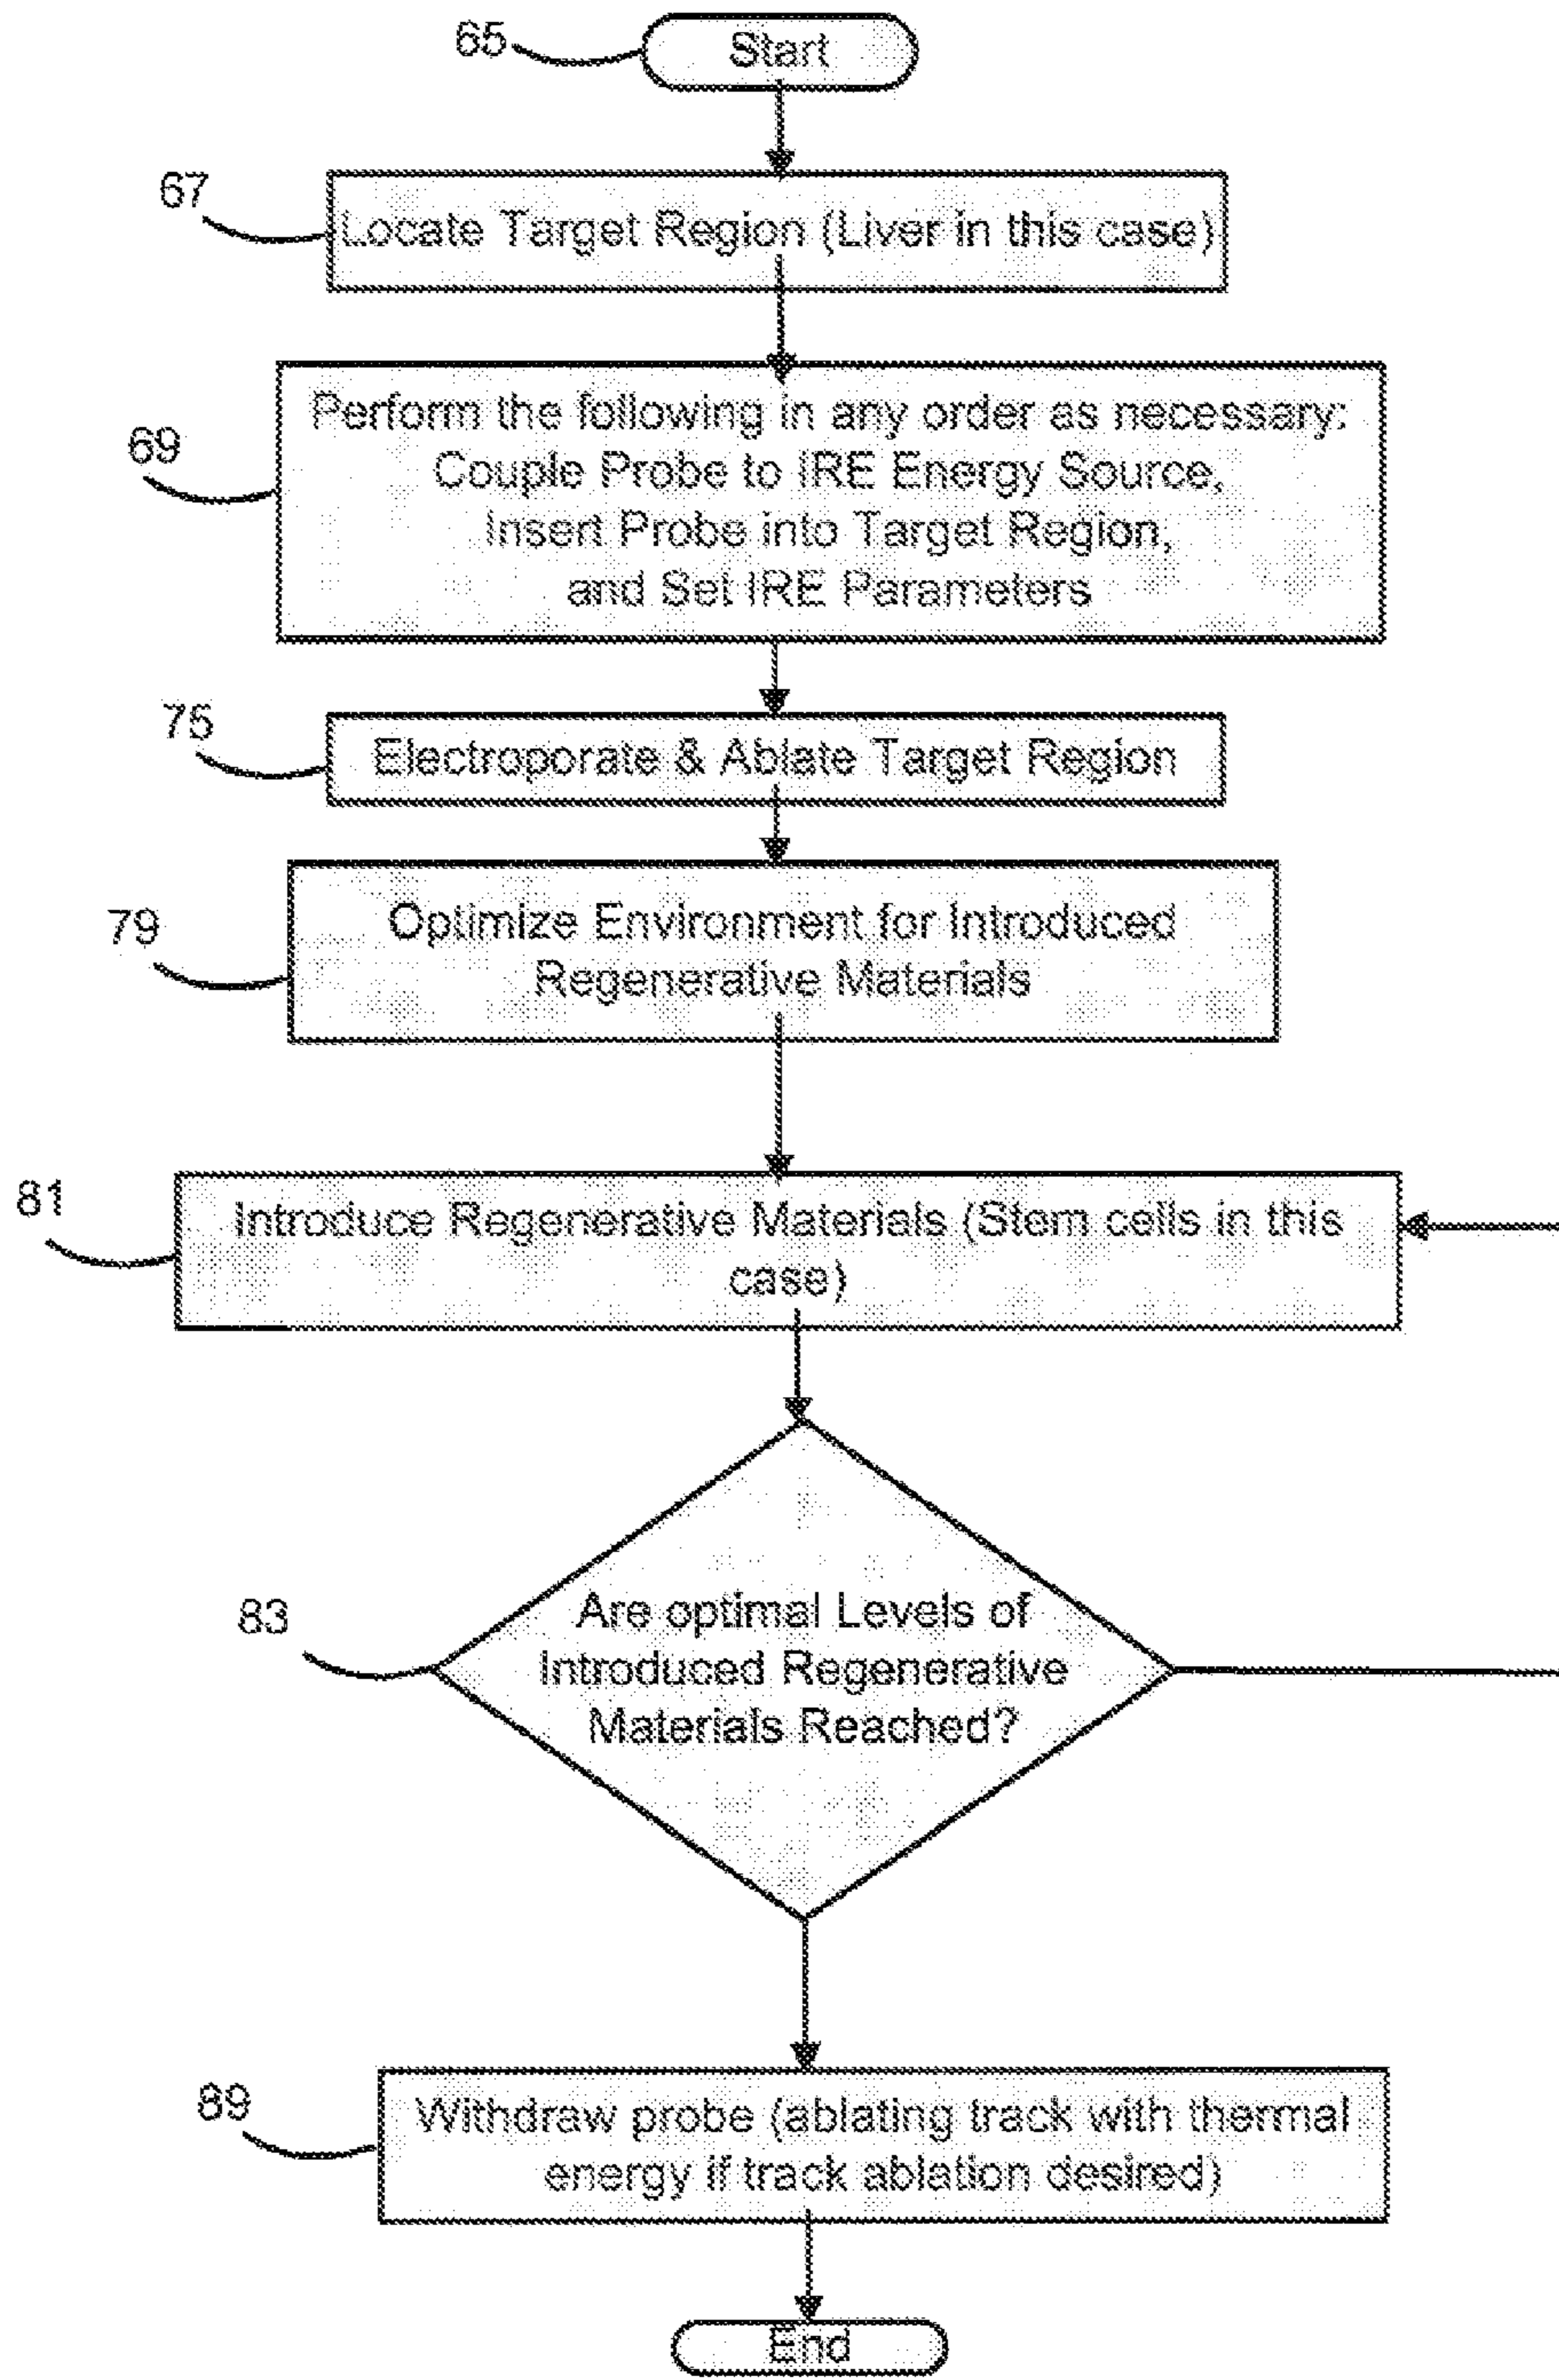 65
Start
67
Locate Target Region (Liver in this case)
69
Perform the following in any order as necessary:
Couple Probe to IRE Energy Source,
Insert Probe into Target Region,
and Set IRE Parameters
75
Electroporate & Ablate Target Region
79
Optimize Environment for Introduced
Regenerative Materials
81
Introduce Regenerative Materials (Stem cells in this
case)
83
Are optimal Levels of
Introduced Regenerative
Materials Reached?
89
Withdraw probe (ablating track with thermal
energy if track ablation desired)
End